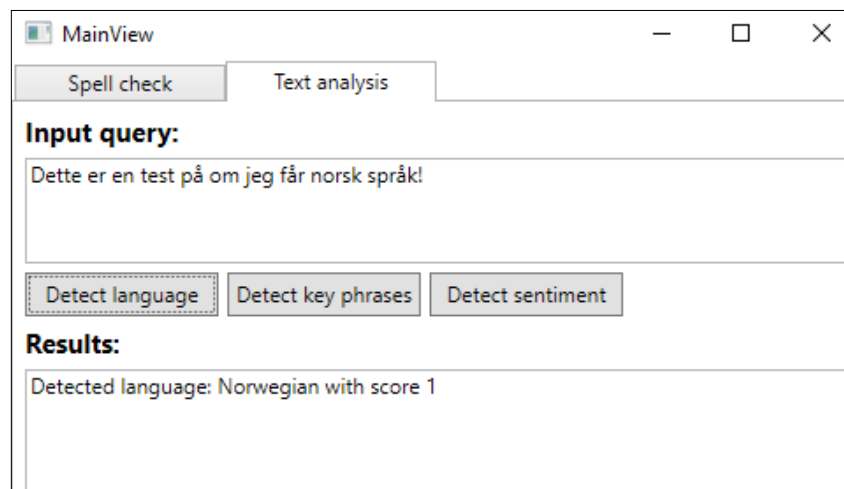 MainView
Spell check Text analysis
Input query:
Dette er en test på om jeg får norsk språk!
Detect language Detect key phrases Detect sentiment
Results:
Detected language: Norwegian with score 1